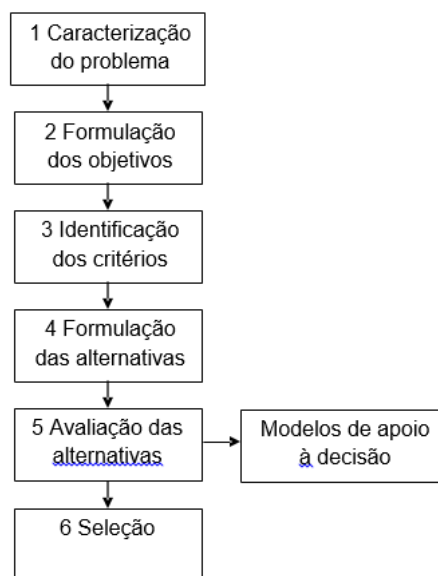 1 Caracterização
do problema
2 Formulação
dos objetivos
3 Identificação
dos critérios
4 Formulação
das alternativas
5 Avaliação das
alternativas
Modelos de apoio
à decisão
6 Seleção